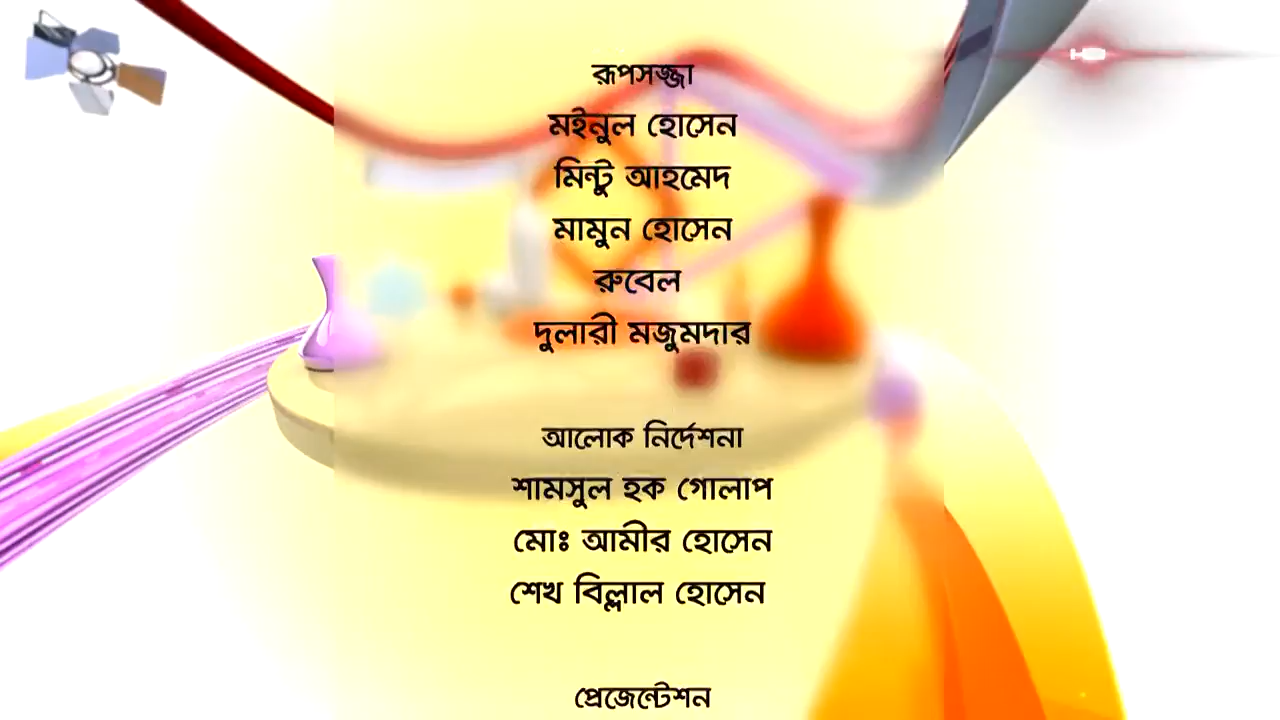 রূপসজ্জা
মইনুল হোসেন
মিন্টু আহমেদ
মামুন হোসেন
রুবেল
দুলারী মজুমদার
আলোক নির্দেশনা
শামসুল হক গোলাপ
মোঃ আমীর হোসেন
শেখ বিল্লাল হোসেন
প্রেজেন্টেশন